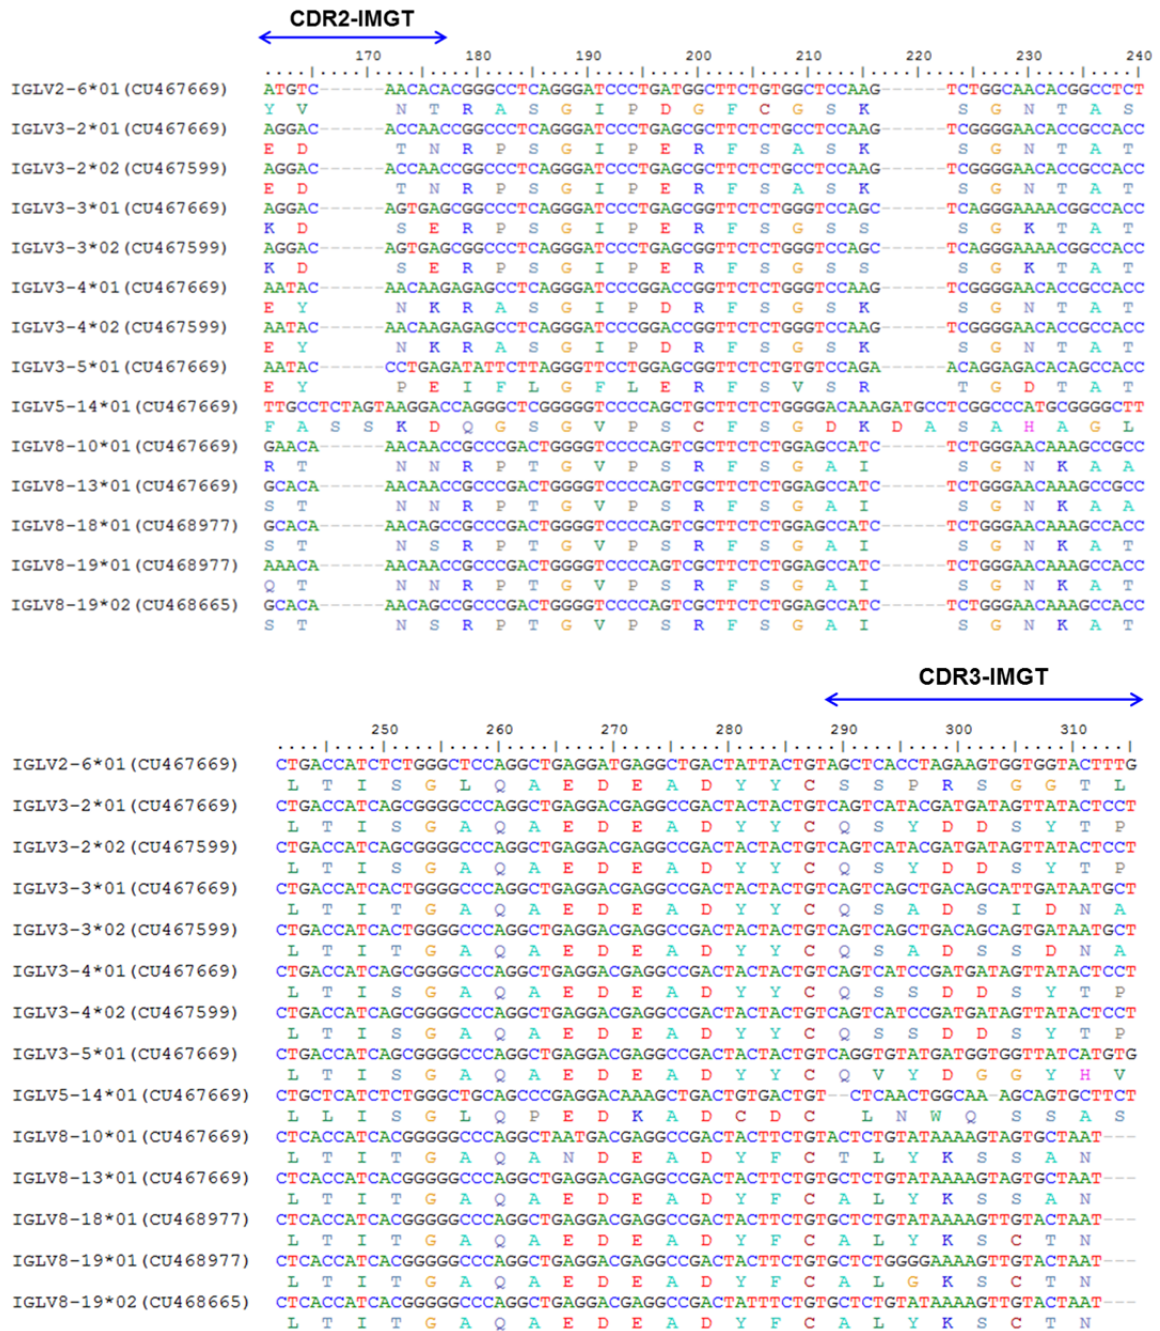 CDR2-IMGT
170 180 190 200 210 220 230 240
IGLV2-6*01(CU467669) ATGTC------AACACACGGGCCTCAGGGATCCCTGATGGCTTCTGTGGCTCCAAG------TCTGGCAACACGGCCTCT
Y V N T R A S G I P D G F C G S K S G N T A S
IGLV3-2*01(CU467669) AGGAC------ACCAACCGGCCCTCAGGGATCCCTGAGCGCTTCTCTGCCTCCAAG------TCGGGGAACACCGCCACC
E D T N R P S G I P E R F S A S K S G N T A T
IGLV3-2*02(CU467599) AGGAC------ACCAACCGGCCCTCAGGGATCCCTGAGCGCTTCTCTGCCTCCAAG------TCGGGGAACACCGCCACC
E D T N R P S G I P E R F S A S K S G N T A T
IGLV3-3*01(CU467669) AGGAC------AGTGAGCGGCCCTCAGGGATCCCTGAGCGGTTCTCTGGGTCCAGC------TCAGGGAAAACGGCCACC
K D S E R P S G I P E R F S G S S S G K T A T
IGLV3-3*02(CU467599) AGGAC------AGTGAGCGGCCCTCAGGGATCCCTGAGCGGTTCTCTGGGTCCAGC------TCAGGGAAAACGGCCACC
K D S E R P S G I P E R F S G S S S G K T A T
IGLV3-4*01(CU467669) AATAC------AACAAGAGAGCCTCAGGGATCCCGGACCGGTTCTCTGGGTCCAAG------TCGGGGAACACCGCCACC
E Y N K R A S G I P D R F S G S K S G N T A T
IGLV3-4*02(CU467599) AATAC------AACAAGAGAGCCTCAGGGATCCCGGACCGGTTCTCTGGGTCCAAG------TCGGGGAACACCGCCACC
E Y N K R A S G I P D R F S G S K S G N T A T
IGLV3-5*01(CU467669) AATAC------CCTGAGATATTCTTAGGGTTCCTGGAGCGGTTCTCTGTGTCCAGA------ACAGGAGACACAGCCACC
E Y P E I F L G F L E R F S V S R T G D T A T
IGLV5-14*01(CU467669) TTGCCTCTAGTAAGGACCAGGGCTCGGGGGTCCCCAGCTGCTTCTCTGGGGACAAAGATGCCTCGGCCCATGCGGGGCTT
F A S S K D Q G S G V P S C F S G D K D A S A H A G L
IGLV8-10*01(CU467669) GAACA------AACAACCGCCCGACTGGGGTCCCCAGTCGCTTCTCTGGAGCCATC------TCTGGGAACAAAGCCGCC
R T N N R P T G V P S R F S G A I S G N K A A
IGLV8-13*01(CU467669) GCACA------AACAACCGCCCGACTGGGGTCCCCAGTCGCTTCTCTGGAGCCATC------TCTGGGAACAAAGCCGCC
S T N N R P T G V P S R F S G A I S G N K A A
IGLV8-18*01(CU468977) GCACA------AACAGCCGCCCGACTGGGGTCCCCAGTCGCTTCTCTGGAGCCATC------TCTGGGAACAAAGCCACC
S T N S R P T G V P S R F S G A I S G N K A T
IGLV8-19*01(CU468977) AAACA------AACAACCGCCCGACTGGGGTCCCCAGTCGCTTCTCTGGAGCCATC------TCTGGGAACAAAGCCACC
Q T N N R P T G V P S R F S G A I S G N K A T
IGLV8-19*02(CU468665) GCACA------AACAGCCGCCCGACTGGGGTCCCCAGTCGCTTCTCTGGAGCCATC------TCTGGGAACAAAGCCACC
S T N S R P T G V P S R F S G A I S G N K A T
CDR3-IMGT
250 260 270 280 290 300 310
IGLV2-6*01(CU467669) CTGACCATCTCTGGGCTCCAGGCTGAGGATGAGGCTGACTATTACTGTAGCTCACCTAGAAGTGGTGGTACTTTG
L T I S G L Q A E D E A D Y Y C S S P R S G G T L
IGLV3-2*01(CU467669) CTGACCATCAGCGGGGCCCAGGCTGAGGACGAGGCCGACTACTACTGTCAGTCATACGATGATAGTTATACTCCT
L T I S G A Q A E D E A D Y Y C Q S Y D D S Y T P
IGLV3-2*02(CU467599) CTGACCATCAGCGGGGCCCAGGCTGAGGACGAGGCCGACTACTACTGTCAGTCATACGATGATAGTTATACTCCT
L T I S G A Q A E D E A D Y Y C Q S Y D D S Y T P
IGLV3-3*01(CU467669) CTGACCATCACTGGGGCCCAGGCTGAGGACGAGGCCGACTACTACTGTCAGTCAGCTGACAGCATTGATAATGCT
L T I T G A Q A E D E A D Y Y C Q S A D S I D N A
IGLV3-3*02(CU467599) CTGACCATCACTGGGGCCCAGGCTGAGGACGAGGCCGACTACTACTGTCAGTCAGCTGACAGCAGTGATAATGCT
L T I T G A Q A E D E A D Y Y C Q S A D S S D N A
IGLV3-4*01(CU467669) CTGACCATCAGCGGGGCCCAGGCTGAGGACGAGGCCGACTACTACTGTCAGTCATCCGATGATAGTTATACTCCT
L T I S G A Q A E D E A D Y Y C Q S S D D S Y T P
IGLV3-4*02(CU467599) CTGACCATCAGCGGGGCCCAGGCTGAGGACGAGGCCGACTACTACTGTCAGTCATCCGATGATAGTTATACTCCT
L T I S G A Q A E D E A D Y Y C Q S S D D S Y T P
IGLV3-5*01(CU467669) CTGACCATCAGCGGGGCCCAGGCTGAGGACGAGGCCGACTACTACTGTCAGGTGTATGATGGTGGTTATCATGTG
L T I S G A Q A E D E A D Y Y C Q V Y D G G Y H V
IGLV5-14*01(CU467669) CTGCTCATCTCTGGGCTGCAGCCCGAGGACAAAGCTGACTGTGACTGT--CTCAACTGGCAA-AGCAGTGCTTCT
L L I S G L Q P E D K A D C D C L N W Q S S A S
IGLV8-10*01(CU467669) CTCACCATCACGGGGGCCCAGGCTAATGACGAGGCCGACTACTTCTGTACTCTGTATAAAAGTAGTGCTAAT---
L T I T G A Q A N D E A D Y F C T L Y K S S A N
IGLV8-13*01(CU467669) CTCACCATCACGGGGGCCCAGGCTGAGGACGAGGCCGACTACTTCTGTGCTCTGTATAAAAGTAGTGCTAAT---
L T I T G A Q A E D E A D Y F C A L Y K S S A N
IGLV8-18*01(CU468977) CTCACCATCACGGGGGCCCAGGCTGAGGACGAGGCCGACTACTTCTGTGCTCTGTATAAAAGTTGTACTAAT---
L T I T G A Q A E D E A D Y F C A L Y K S C T N
IGLV8-19*01(CU468977) CTCACCATCACGGGGGCCCAGGCTGAGGACGAGGCCGACTACTTCTGTGCTCTGGGGAAAAGTTGTACTAAT---
L T I T G A Q A E D E A D Y F C A L G K S C T N
IGLV8-19*02(CU468665) CTCACCATCACGGGGGCCCAGGCTGAGGACGAGGCCGACTATTTCTGTGCTCTGTATAAAAGTTGTACTAAT---
L T I T G A Q A E D E A D Y F C A L Y K S C T N